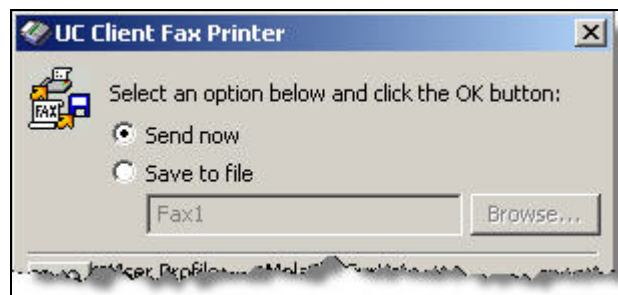 UC Client Fax Printer
Select an option below and click the OK button:
FAX
Send now
Save to file
Fax1 Browse...